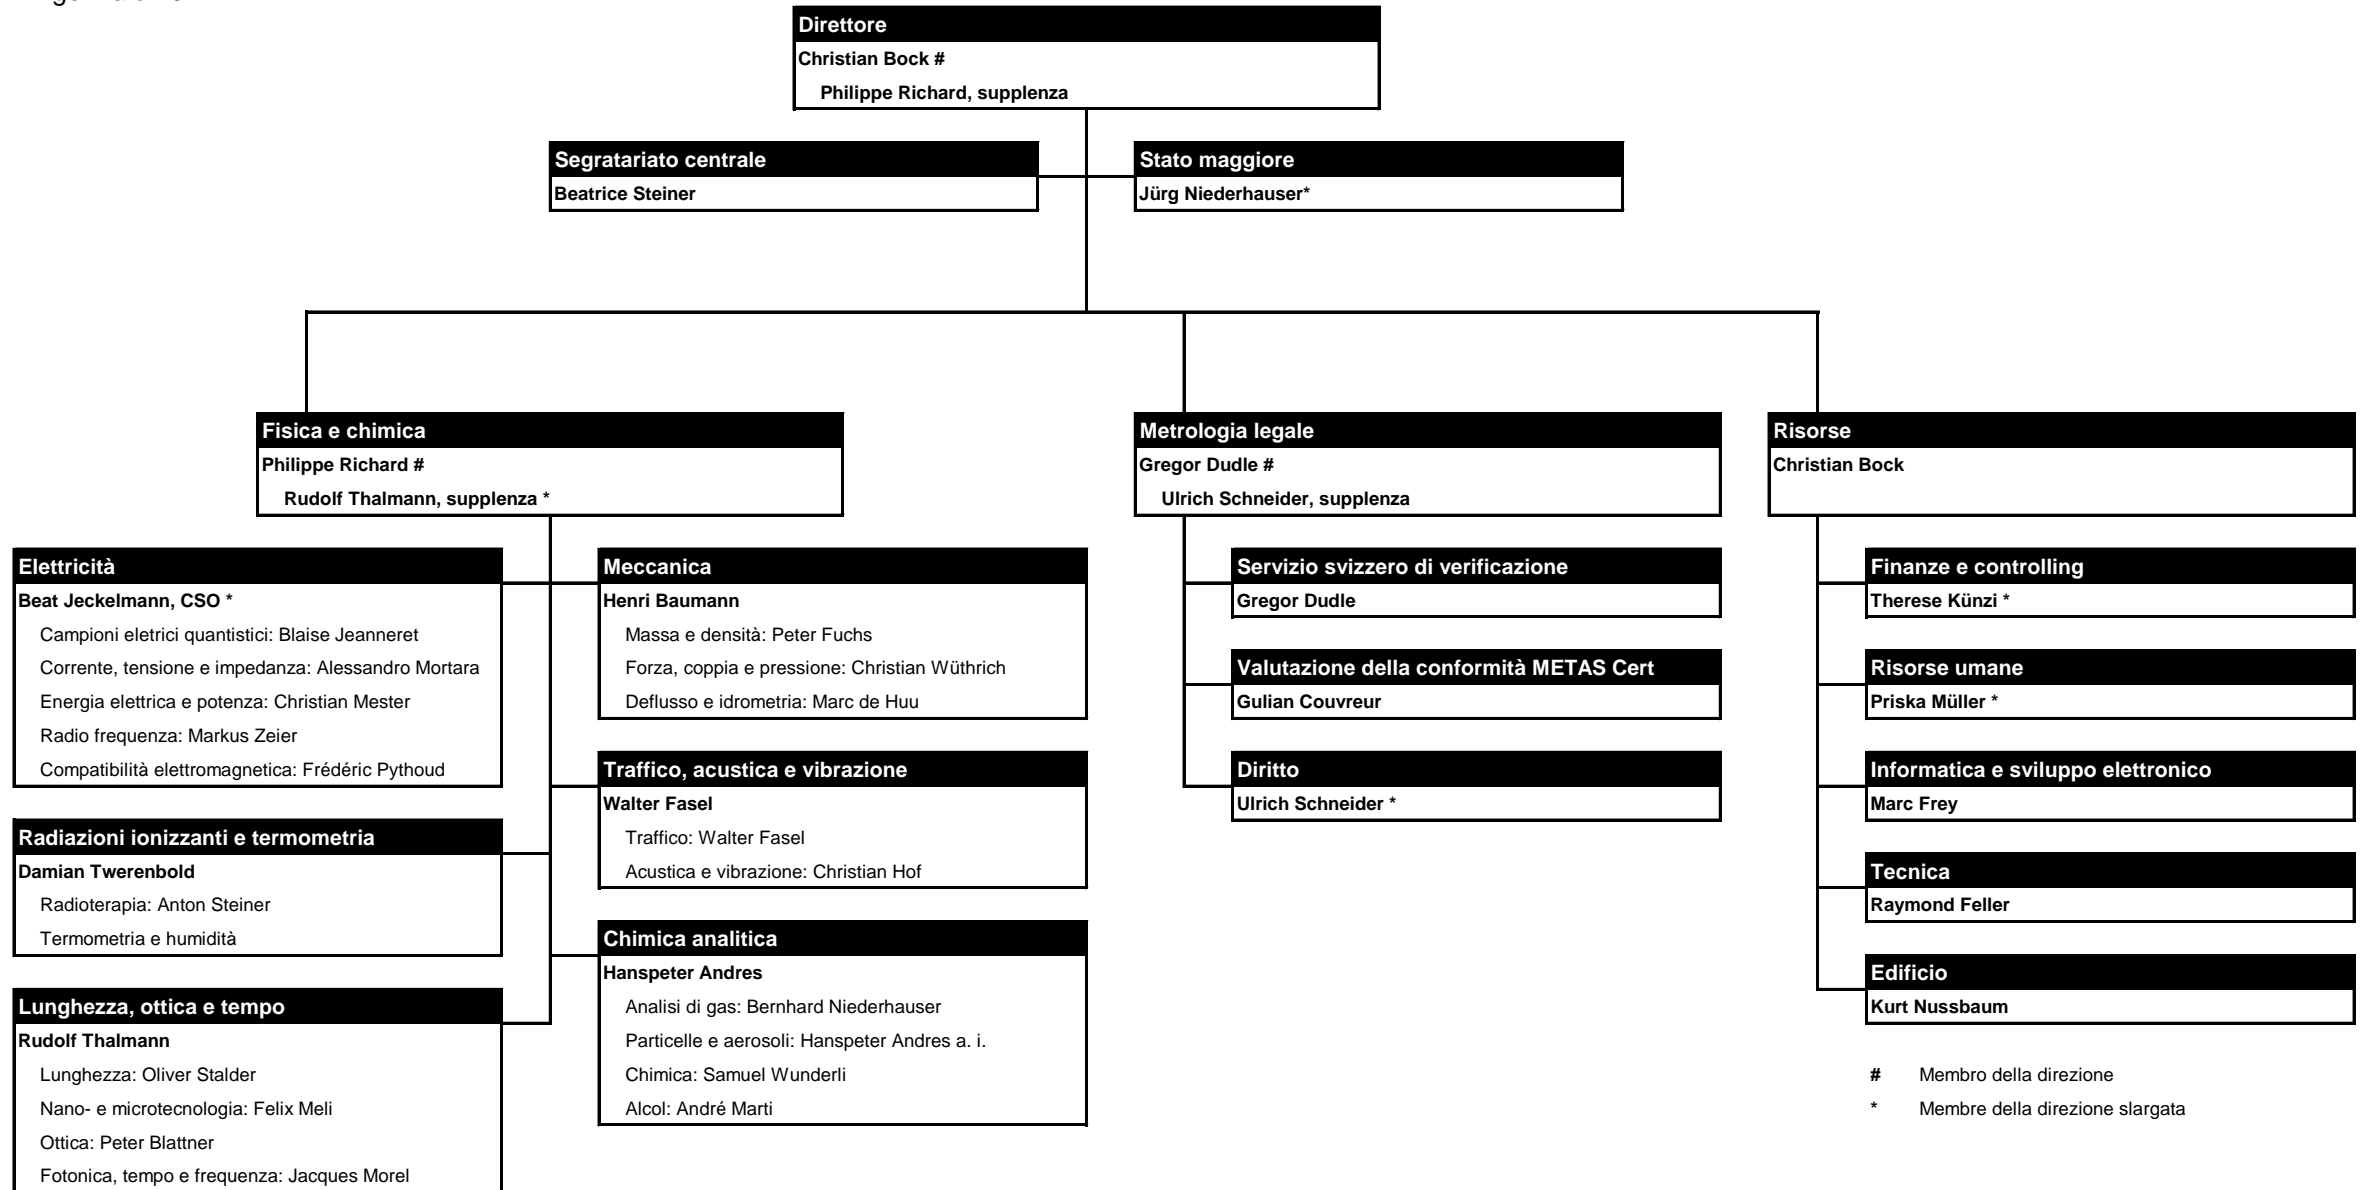 Direttore
Christian Bock #
Philippe Richard, supplenza
Segratariato centrale
Beatrice Steiner
Stato maggiore
Jürg Niederhauser*
Fisica e chimica
Philippe Richard #
Rudolf Thalmann, supplenza *
Elettricità
Beat Jeckelmann, CSO *
Campioni eletrici quantistici: Blaise Jeanneret
Corrente, tensione e impedanza: Alessandro Mortara
Energia elettrica e potenza: Christian Mester
Radio frequenza: Markus Zeier
Compatibilità elettromagnetica: Frédéric Pythoud
Radiazioni ionizzanti e termometria
Damian Twerenbold
Radioterapia: Anton Steiner
Termometria e humidità
Lunghezza, ottica e tempo
Rudolf Thalmann
Lunghezza: Oliver Stalder
Nano- e microtecnologia: Felix Meli
Ottica: Peter Blattner
Fotonica, tempo e frequenza: Jacques Morel
Meccanica
Henri Baumann
Massa e densità: Peter Fuchs
Forza, coppia e pressione: Christian Wüthrich
Deflusso e idrometria: Marc de Huu
Traffico, acustica e vibrazione
Walter Fasel
Traffico: Walter Fasel
Acustica e vibrazione: Christian Hof
Chimica analitica
Hanspeter Andres
Analisi di gas: Bernhard Niederhauser
Particelle e aerosoli: Hanspeter Andres a. i.
Chimica: Samuel Wunderli
Alcol: André Marti
Metrologia legale
Gregor Dudle #
Ulrich Schneider, supplenza
Servizio svizzero di verificazione
Gregor Dudle
Valutazione della conformità METAS Cert
Gulian Couvreur
Diritto
Ulrich Schneider *
Risorse
Christian Bock
Finanze e controlling
Therese Künzi *
Risorse umane
Priska Müller *
Informatica e sviluppo elettronico
Marc Frey
Tecnica
Raymond Feller
Edificio
Kurt Nussbaum
# Membro della direzione
* Membre della direzione slargata